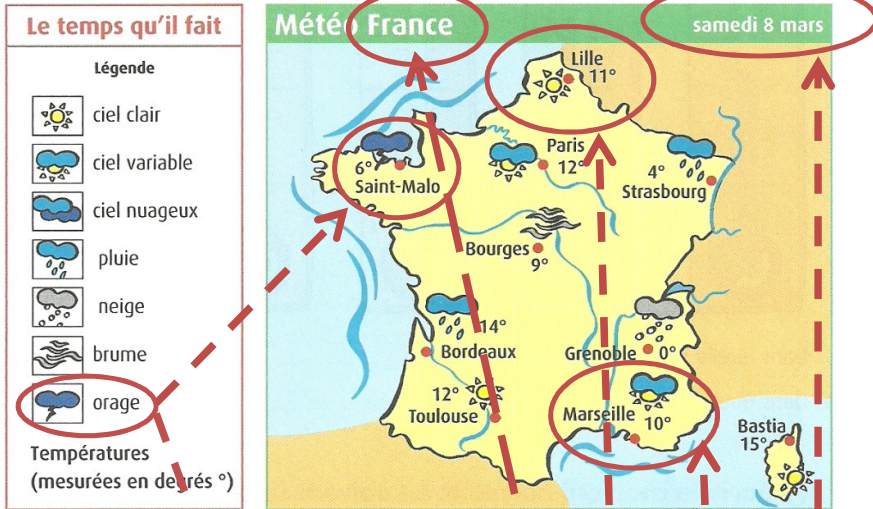 Le temps qu'il fait
Légende
ciel clair
ciel variable
ciel nuageux
pluie
neige
brume
orage
Températures
(mesurées en degrés °)
Météo France
samedi 8 mars
Lille
11°
Paris
12°
6°
Saint-Malo
4°
Strasbourg
Bourges
9°
14°
Bordeaux
Grenoble 0°
12°
Toulouse
Marseille
10°
Bastia
15°